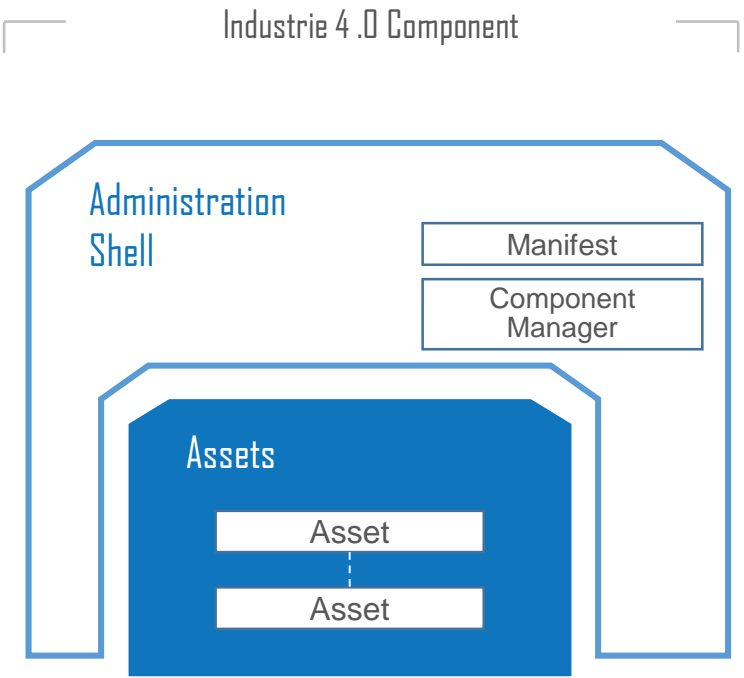 Industrie 4 .0 Component
Administration
Shell
Manifest
Component
Manager
Assets
Asset
Asset